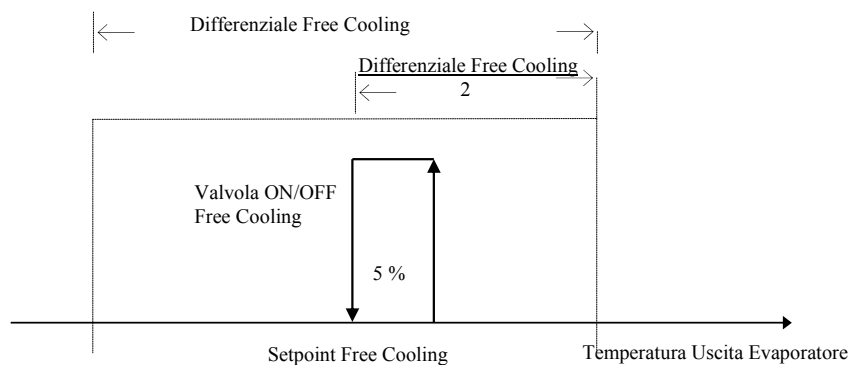 Differenziale Free Cooling
Differenziale Free Cooling
2
Valvola ON/OFF
Free Cooling
5 %
Setpoint Free Cooling
Temperatura Uscita Evaporatore